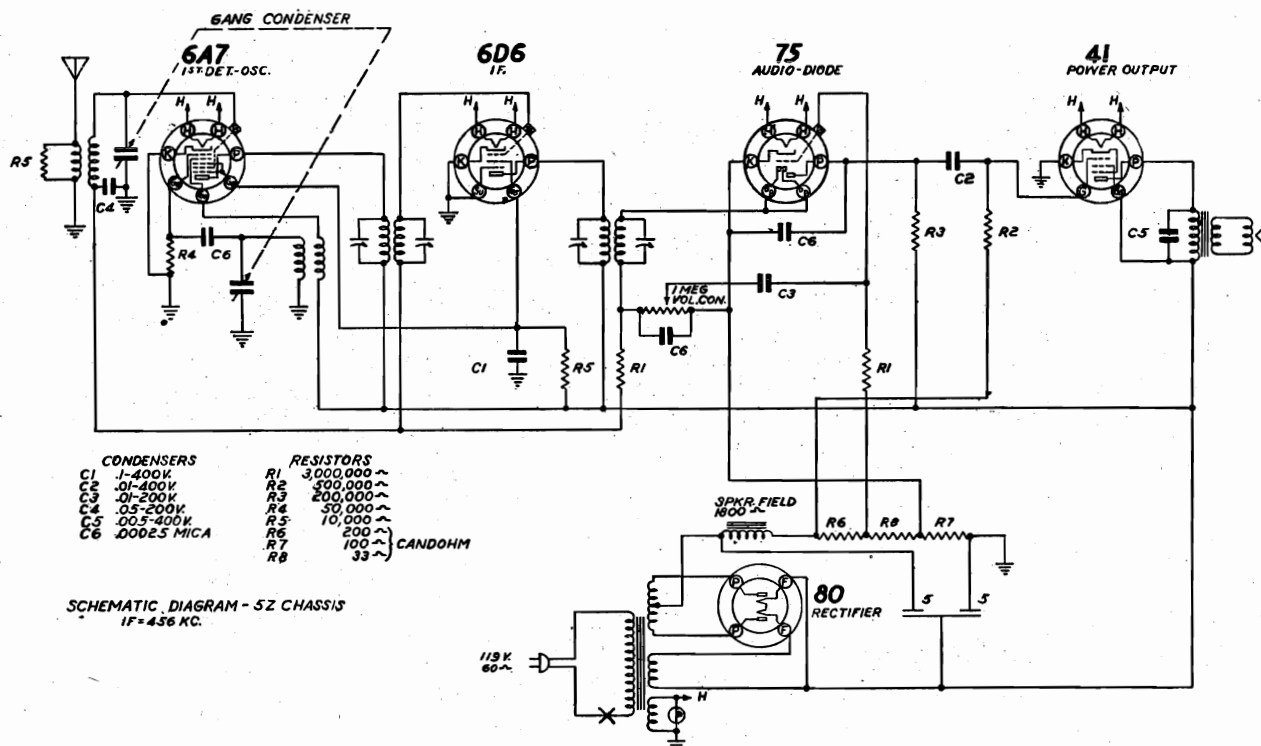 GANG CONDENSER
6A7
1ST. DET.-OSC.
H H
6D6
I.F.
H H
75
AUDIO-DIODE
H H
41
POWER OUTPUT
H H
R5
C4
R4
C6
K
P
K
P
C1
R5
R1
1 MEG
VOL. CON.
C6
C6
C3
K
P
R1
R3
C2
R2
K
P
C5
CONDENSERS
C1 .1-400V.
C2 .01-400V.
C3 .01-200V.
C4 .05-200V.
C5 .005-400V.
C6 .00025 MICA
RESISTORS
R1 3,000,000~
R2 500,000~
R3 200,000~
R4 50,000~
R5 10,000~
R6 200~
R7 100~
R8 33~
CANDOHM
SPKR. FIELD
1800~
R6 R8 R7
P F
P F
80
RECTIFIER
5 5
SCHEMATIC DIAGRAM - 5Z CHASSIS
IF=456 KC.
119 V.
60~
H
P